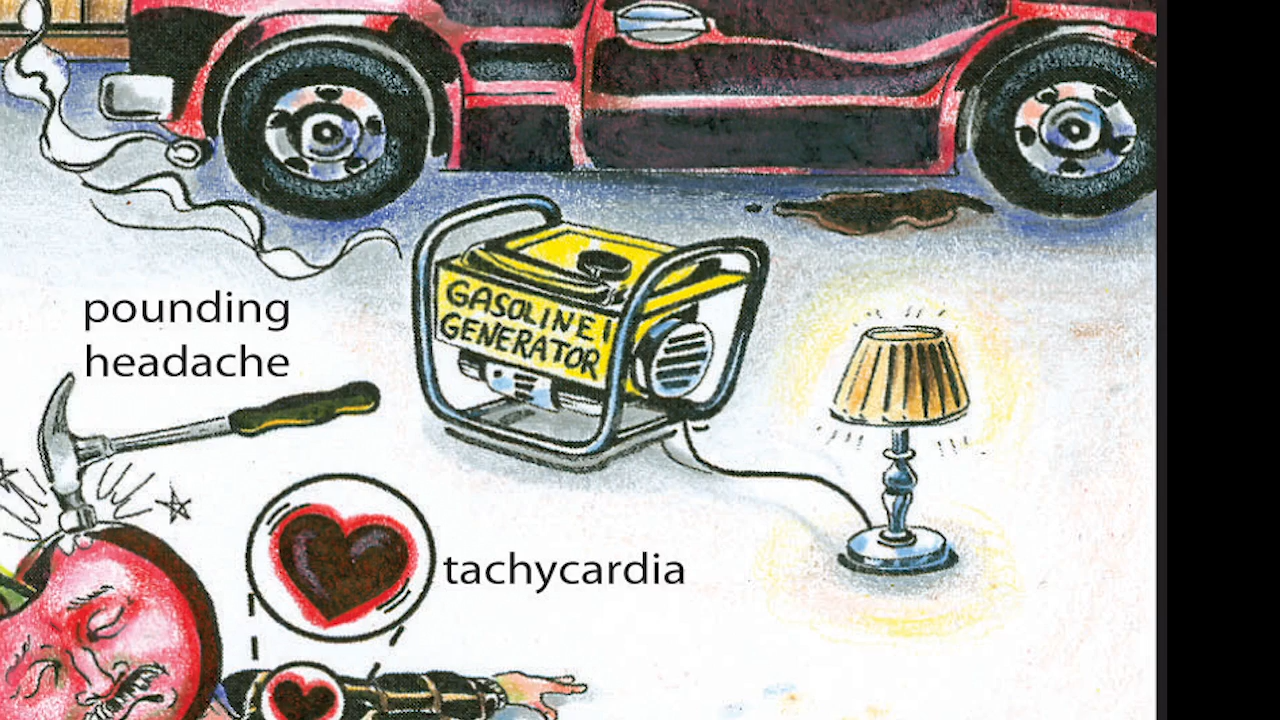 GASOLINE
GENERATOR
pounding
headache
tachycardia